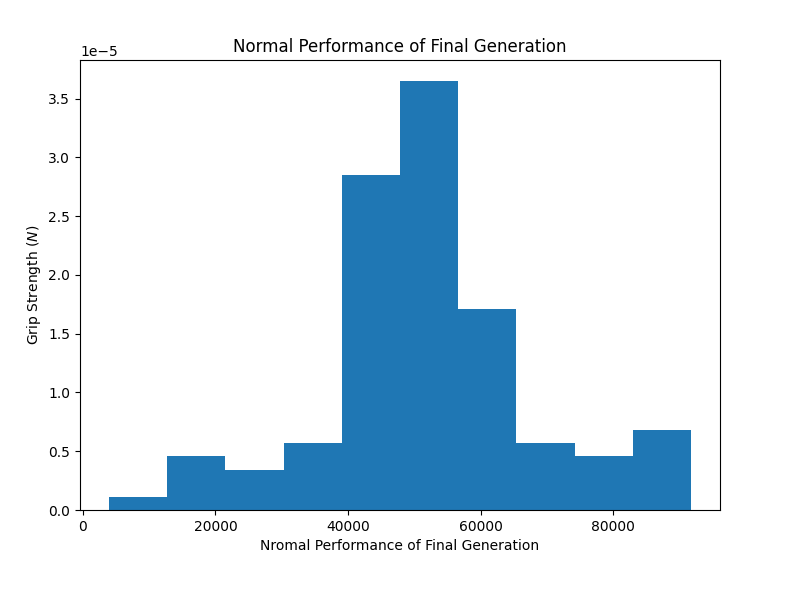 Normal Performance of Final Generation
1e−5
3.5
3.0
2.5
2.0
1.5
1.0
0.5
0.0
Grip Strength (N)
0 20000 40000 60000 80000
Nromal Performance of Final Generation